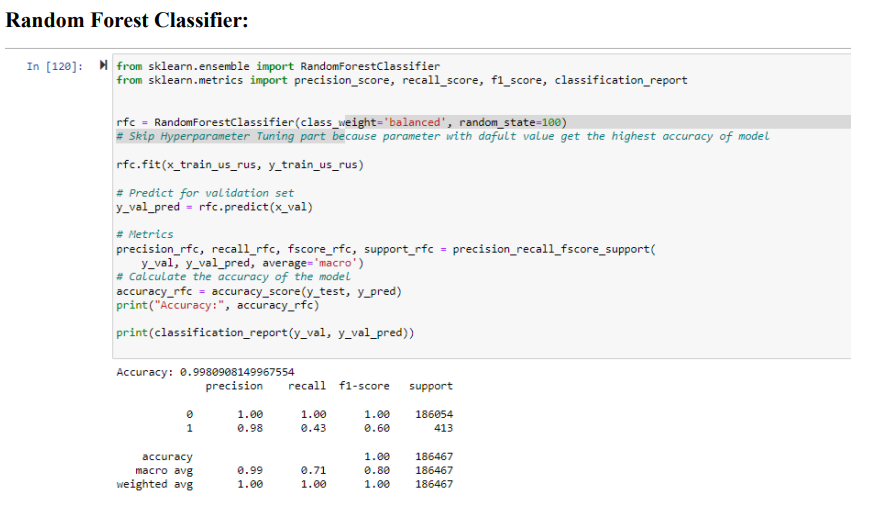 Random Forest Classifier:
In [120]:
from sklearn.ensemble import RandomForestClassifier
from sklearn.metrics import precision_score, recall_score, f1_score, classification_report
rfc = RandomForestClassifier(class_weight='balanced', random_state=100)
# Skip Hyperparameter Tuning part because parameter with dafult value get the highest accuracy of model
rfc.fit(x_train_us_rus, y_train_us_rus)
# Predict for validation set
y_val_pred = rfc.predict(x_val)
# Metrics
precision_rfc, recall_rfc, fscore_rfc, support_rfc = precision_recall_fscore_support(
y_val, y_val_pred, average='macro')
# Calculate the accuracy of the model
accuracy_rfc = accuracy_score(y_test, y_pred)
print("Accuracy:", accuracy_rfc)
print(classification_report(y_val, y_val_pred))
Accuracy: 0.9980908149967554
precision recall f1-score support
0 1.00 1.00 1.00 186054
1 0.98 0.43 0.60 413
accuracy 1.00 186467
macro avg 0.99 0.71 0.80 186467
weighted avg 1.00 1.00 1.00 186467